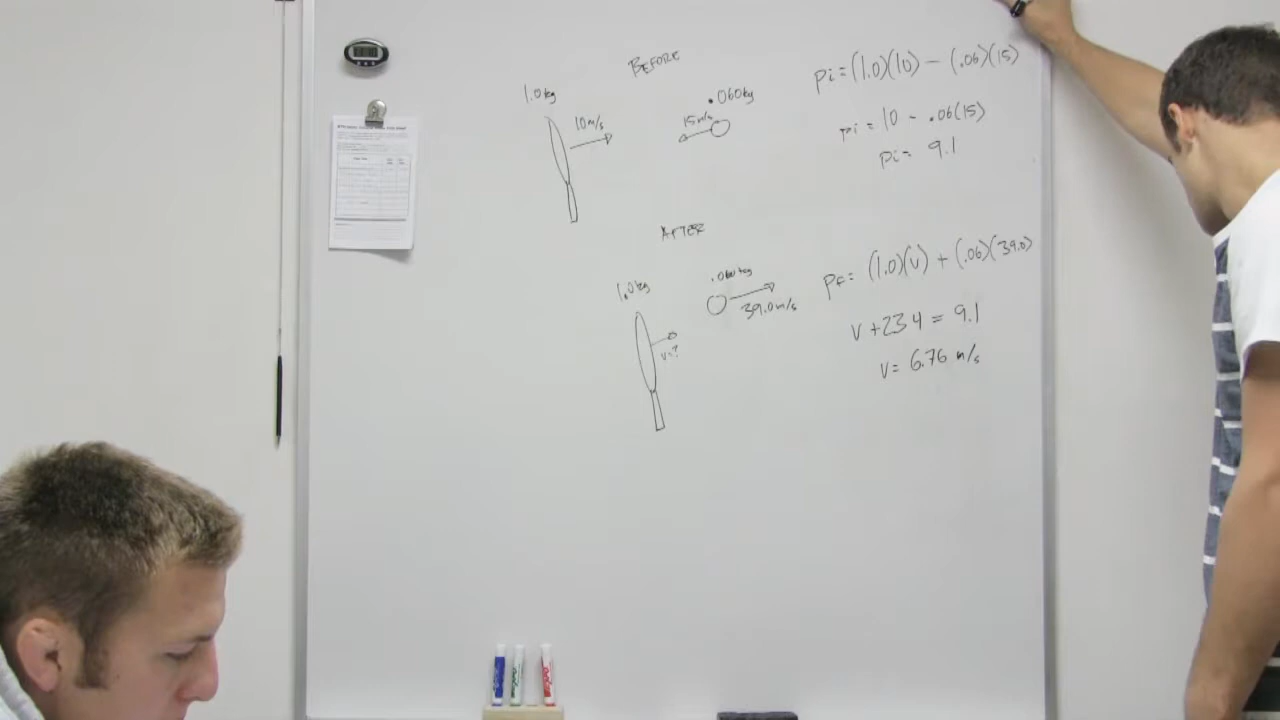 BEFORE
1.0kg
10m/s
15m/s
.060kg
pi=(1.0)(10) - (.06)(15)
pi = 10 - .06(15)
pi= 9.1
AFTER
1.0kg
39.0m/s
v=?
pf= (1.0)(v) + (.06)(39.0)
v +2.34 = 9.1
v= 6.76 m/s